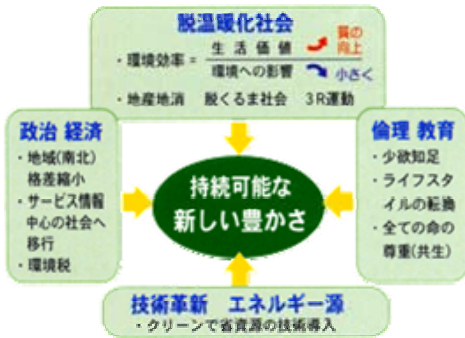 脱温暖化社会
・環境効率 = 生活価値 質の向上
環境への影響 小さく
・地産地消 脱くるま社会 3R運動
政治 経済
・地域(南北)
格差縮小
・サービス情報
中心の社会へ
移行
・環境税
持続可能な
新しい豊かさ
倫理 教育
・少欲知足
・ライフスタ
イルの転換
・全ての命の
尊重(共生)
技術革新 エネルギー源
・クリーンで省資源の技術導入